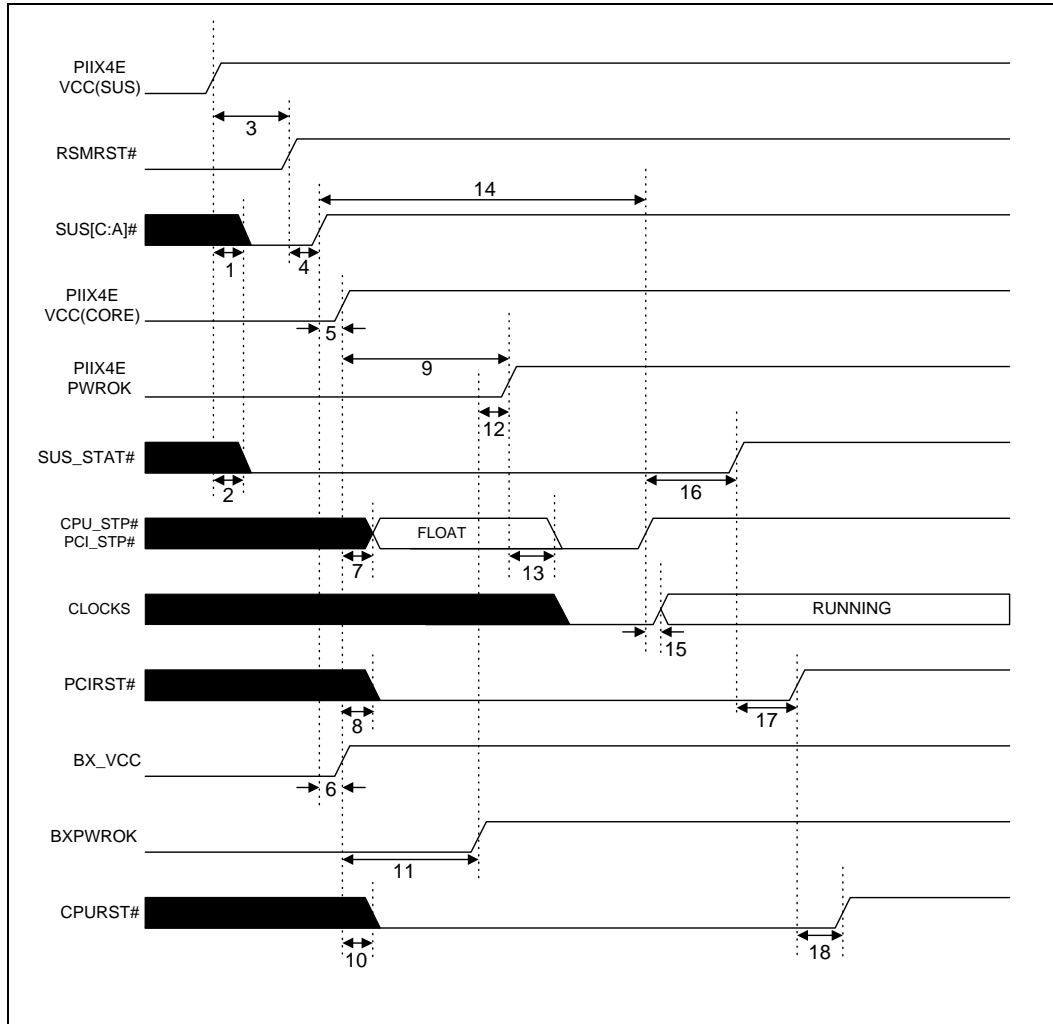 PIIX4E
VCC(SUS)
3
RSMRST#
14
SUS[C:A]#
1
4
PIIX4E
VCC(CORE)
5
9
PIIX4E
PWROK
12
SUS_STAT#
2
16
CPU_STP#
PCI_STP#
FLOAT
7
13
CLOCKS
RUNNING
15
PCIRST#
8
17
BX_VCC
6
BXPWROK
11
CPURST#
10
18